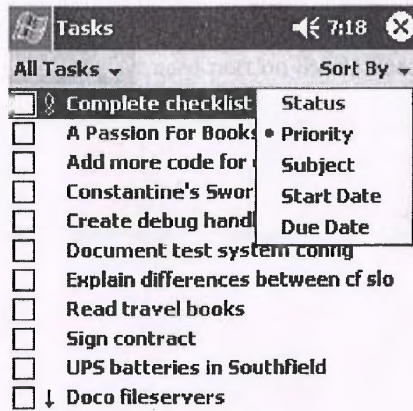 Tasks 7:18
All Tasks Sort By
Complete checklist
A Passion For Books
Add more code for
Constantine's Swor
Create debug handl
Document test system config
Explain differences between cf slo
Read travel books
Sign contract
UPS batteries in Southfield
Doco fileservers
Status
Priority
Subject
Start Date
Due Date